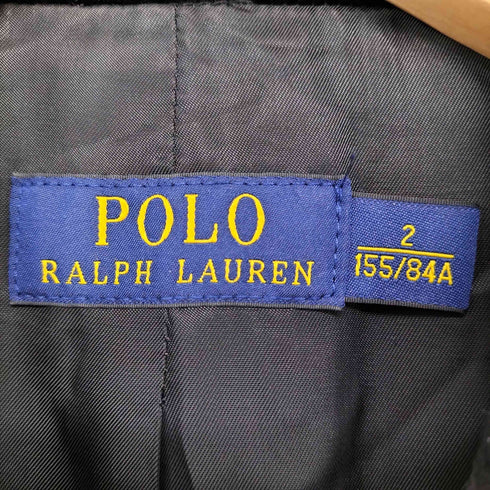 POLO
RALPH LAUREN
2
155/84A